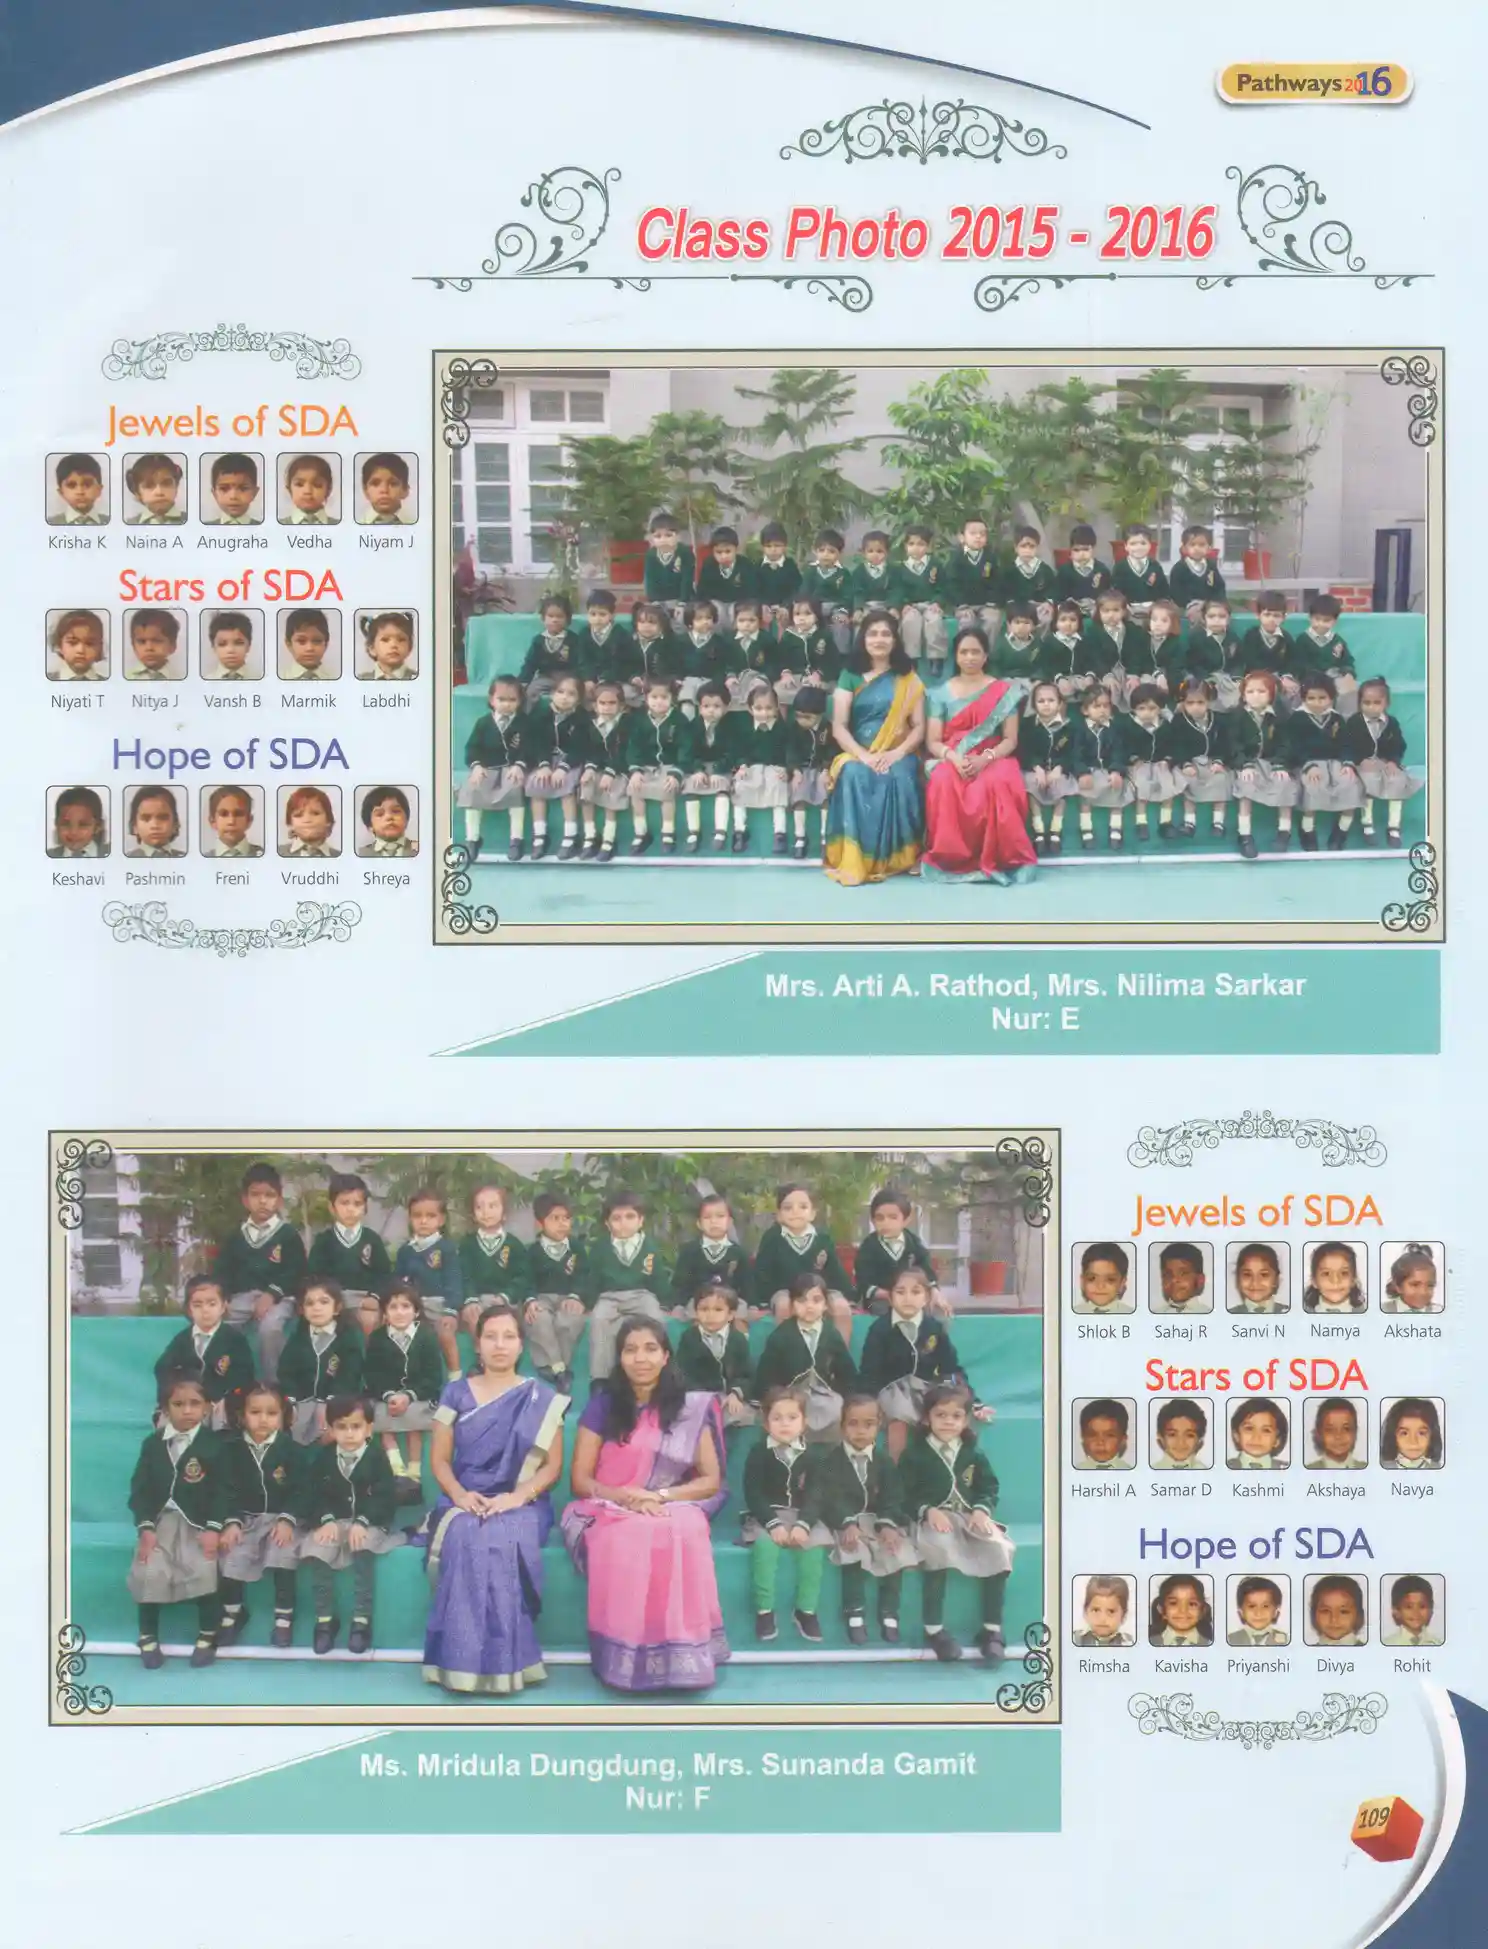 Pathways 2016
Class Photo 2015 - 2016
Jewels of SDA
Krisha K Naina A Anugraha Vedha Niyam J
Stars of SDA
Niyati T Nitya J Vansh B Marmik Labdhi
Hope of SDA
Keshavi Pashmin Freni Vruddhi Shreya
Mrs. Arti A. Rathod, Mrs. Nilima Sarkar
Nur: E
Jewels of SDA
Shlok B Sahaj R Sanvi N Namya Akshata
Stars of SDA
Harshil A Samar D Kashmi Akshaya Navya
Hope of SDA
Rimsha Kavisha Priyanshi Divya Rohit
Ms. Mridula Dungdung, Mrs. Sunanda Gamit
Nur: F
109